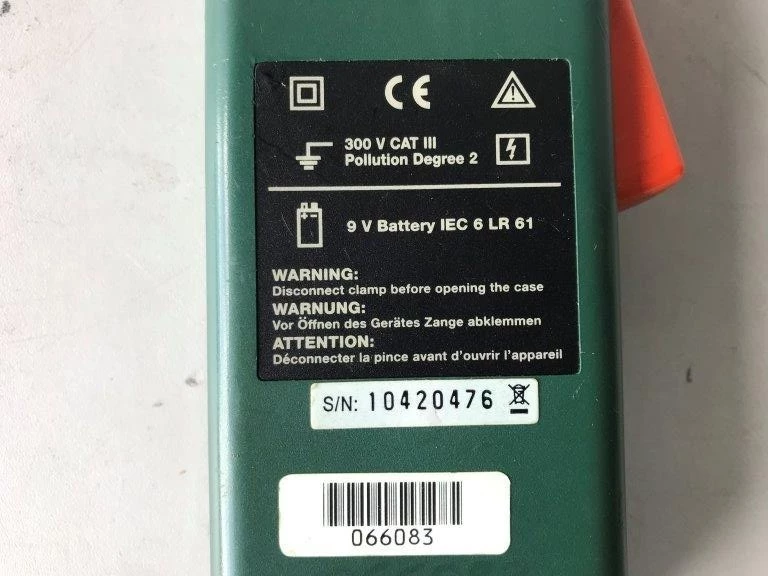 CE
300 V CAT III
Pollution Degree 2
9 V Battery IEC 6 LR 61
WARNING:
Disconnect clamp before opening the case
WARNUNG:
Vor Öffnen des Gerätes Zange abklemmen
ATTENTION:
Déconnecter la pince avant d'ouvrir l'appareil
S/N: 10420476
066083